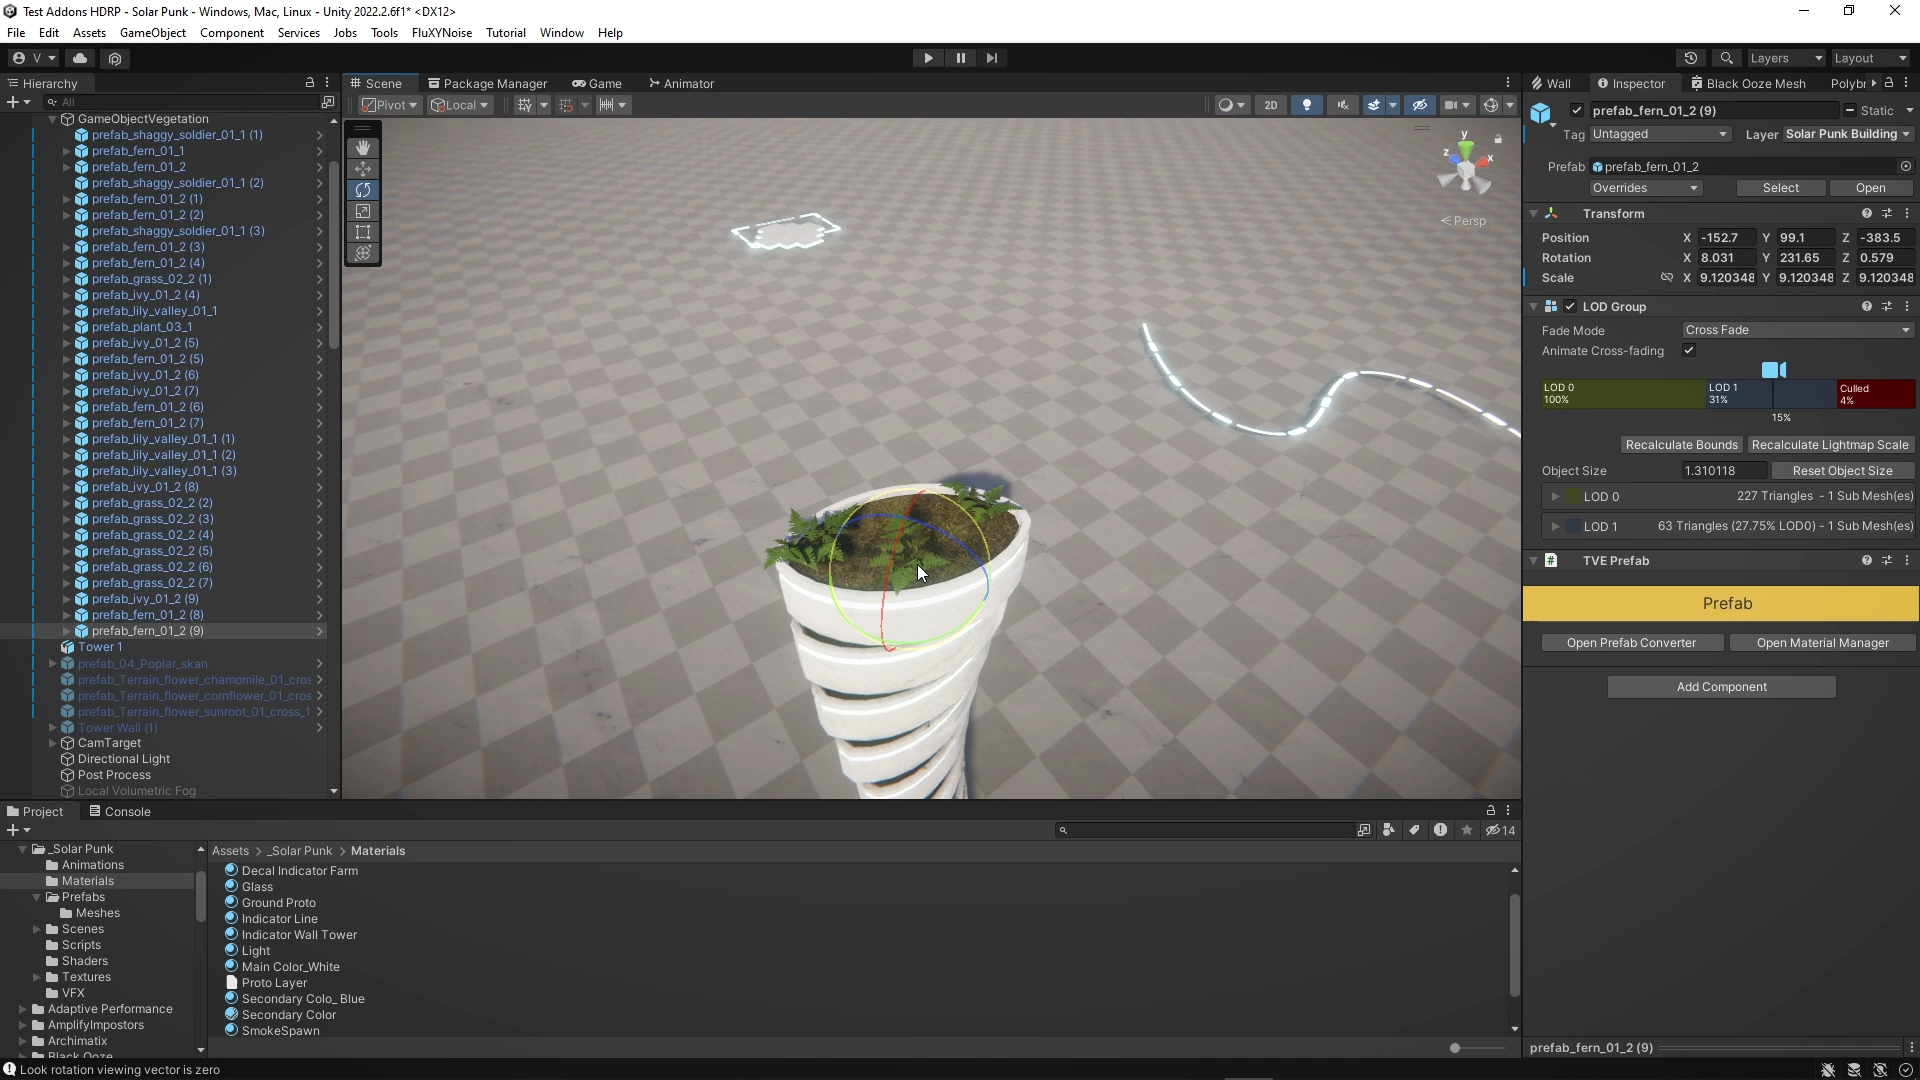 Test Addons HDRP - Solar Punk - Windows, Mac, Linux - Unity 2022.2.6f1* <DX12>
File Edit Assets GameObject Component Services Jobs Tools FluXYNoise Tutorial Window Help
V Layers Layout
Hierarchy
All
GameObjectVegetation
prefab_shaggy_soldier_01_1 (1)
prefab_fern_01_1
prefab_fern_01_2
prefab_shaggy_soldier_01_1 (2)
prefab_fern_01_2 (1)
prefab_fern_01_2 (2)
prefab_shaggy_soldier_01_1 (3)
prefab_fern_01_2 (3)
prefab_fern_01_2 (4)
prefab_grass_02_2 (1)
prefab_ivy_01_2 (4)
prefab_lily_valley_01_1
prefab_plant_03_1
prefab_ivy_01_2 (5)
prefab_fern_01_2 (5)
prefab_ivy_01_2 (6)
prefab_ivy_01_2 (7)
prefab_fern_01_2 (6)
prefab_fern_01_2 (7)
prefab_lily_valley_01_1 (1)
prefab_lily_valley_01_1 (2)
prefab_lily_valley_01_1 (3)
prefab_ivy_01_2 (8)
prefab_grass_02_2 (2)
prefab_grass_02_2 (3)
prefab_grass_02_2 (4)
prefab_grass_02_2 (5)
prefab_grass_02_2 (6)
prefab_grass_02_2 (7)
prefab_ivy_01_2 (9)
prefab_fern_01_2 (8)
prefab_fern_01_2 (9)
Tower 1
prefab_04_Poplar_skan
prefab_Terrain_flower_chamomile_01_cros
prefab_Terrain_flower_cornflower_01_cros
prefab_Terrain_flower_sunroot_01_cross_1
Tower Wall (1)
CamTarget
Directional Light
Post Process
Local Volumetric Fog
Scene Package Manager Game Animator
Pivot Local 2D
y
z x
Persp
Wall Inspector Black Ooze Mesh Polybr
prefab_fern_01_2 (9) Static
Tag Untagged Layer Solar Punk Building
Prefab prefab_fern_01_2
Overrides Select Open
Transform
Position X -152.7 Y 99.1 Z -383.5
Rotation X 8.031 Y 231.65 Z 0.579
Scale X 9.120348 Y 9.120348 Z 9.120348
LOD Group
Fade Mode Cross Fade
Animate Cross-fading
LOD 0 LOD 1 Culled
100% 31% 4%
15%
Recalculate Bounds Recalculate Lightmap Scale
Object Size 1.310118 Reset Object Size
LOD 0 227 Triangles - 1 Sub Mesh(es)
LOD 1 63 Triangles (27.75% LOD0) - 1 Sub Mesh(es)
TVE Prefab
Prefab
Open Prefab Converter Open Material Manager
Add Component
prefab_fern_01_2 (9)
Project Console
14
_Solar Punk
Animations
Materials
Prefabs
Meshes
Scenes
Scripts
Shaders
Textures
VFX
Adaptive Performance
AmplifyImpostors
Archimatix
Black Ooze
Assets > _Solar Punk > Materials
Decal Indicator Farm
Glass
Ground Proto
Indicator Line
Indicator Wall Tower
Light
Main Color_White
Proto Layer
Secondary Colo_ Blue
Secondary Color
SmokeSpawn
Look rotation viewing vector is zero